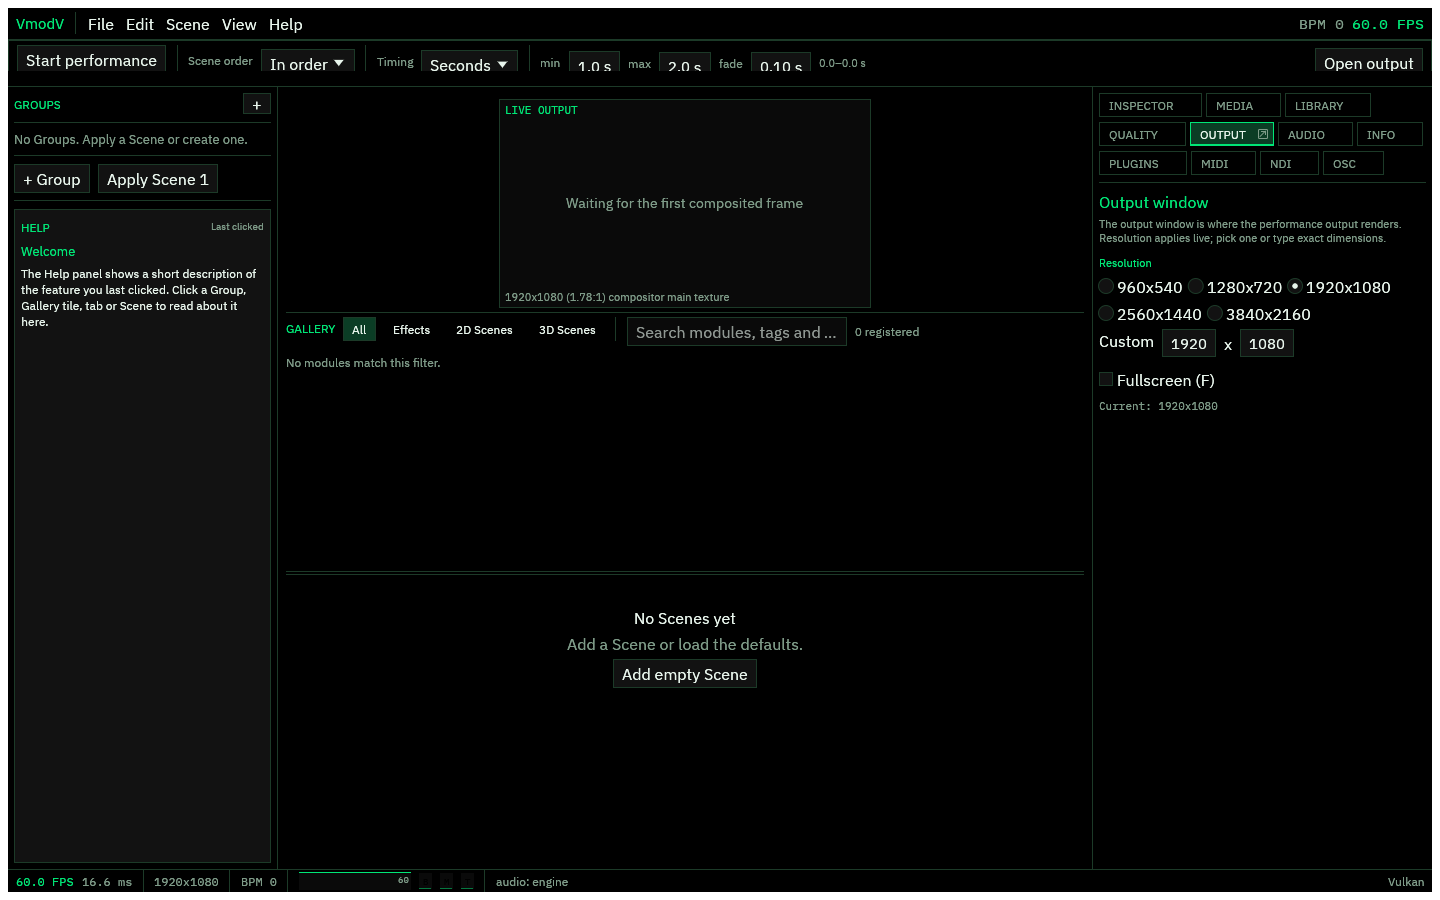 VmodV File Edit Scene View Help BPM 0 60.0 FPS
Start performance Scene order In order Timing Seconds min 1.0 s max 2.0 s fade 0.10 s 0.0–0.0 s Open output
GROUPS +
No Groups. Apply a Scene or create one.
+ Group Apply Scene 1
HELP Last clicked
Welcome
The Help panel shows a short description of
the feature you last clicked. Click a Group,
Gallery tile, tab or Scene to read about it
here.
LIVE OUTPUT
Waiting for the first composited frame
1920x1080 (1.78:1) compositor main texture
GALLERY All Effects 2D Scenes 3D Scenes Search modules, tags and ... 0 registered
No modules match this filter.
No Scenes yet
Add a Scene or load the defaults.
Add empty Scene
INSPECTOR MEDIA LIBRARY
QUALITY OUTPUT AUDIO INFO
PLUGINS MIDI NDI OSC
Output window
The output window is where the performance output renders.
Resolution applies live; pick one or type exact dimensions.
Resolution
960x540 1280x720 1920x1080
2560x1440 3840x2160
Custom 1920 x 1080
Fullscreen (F)
Current: 1920x1080
60.0 FPS 16.6 ms 1920x1080 BPM 0 60 audio: engine Vulkan